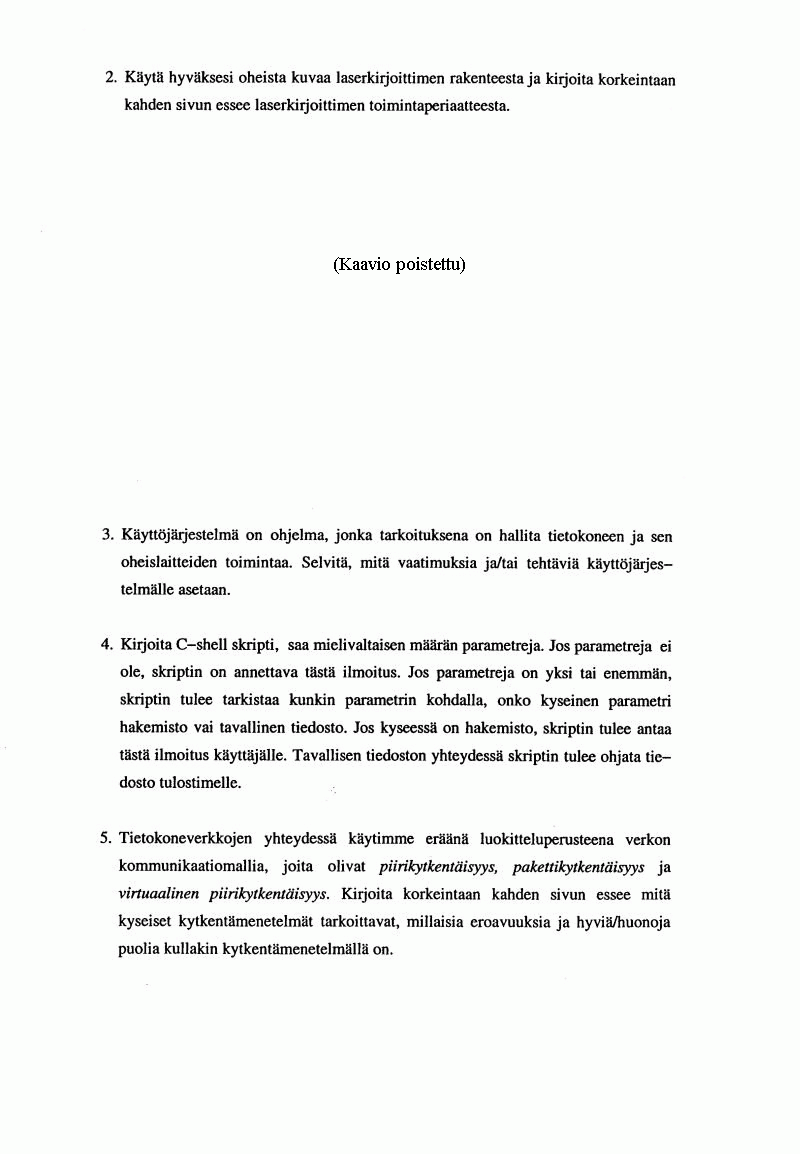 2. Käytä hyväksesi oheista kuvaa laserkirjoittimen rakenteesta ja kirjoita korkeintaan
kahden sivun essee laserkirjoittimen toimintaperiaatteesta.
(Kaavio poistettu)
3. Käyttöjärjestelmä on ohjelma, jonka tarkoituksena on hallita tietokoneen ja sen
oheislaitteiden toimintaa. Selvitä, mitä vaatimuksia ja/tai tehtäviä käyttöjärjes–
telmälle asetaan.
4. Kirjoita C–shell skripti, saa mielivaltaisen määrän parametreja. Jos parametreja ei
ole, skriptin on annettava tästä ilmoitus. Jos parametreja on yksi tai enemmän,
skriptin tulee tarkistaa kunkin parametrin kohdalla, onko kyseinen parametri
hakemisto vai tavallinen tiedosto. Jos kyseessä on hakemisto, skriptin tulee antaa
tästä ilmoitus käyttäjälle. Tavallisen tiedoston yhteydessä skriptin tulee ohjata tie–
dosto tulostimelle.
5. Tietokoneverkkojen yhteydessä käytimme eräänä luokitteluperusteena verkon
kommunikaatiomallia, joita olivat piirikytkentäisyys, pakettikytkentäisyys ja
virtuaalinen piirikytkentäisyys. Kirjoita korkeintaan kahden sivun essee mitä
kyseiset kytkentämenetelmät tarkoittavat, millaisia eroavuuksia ja hyviä/huonoja
puolia kullakin kytkentämenetelmällä on.